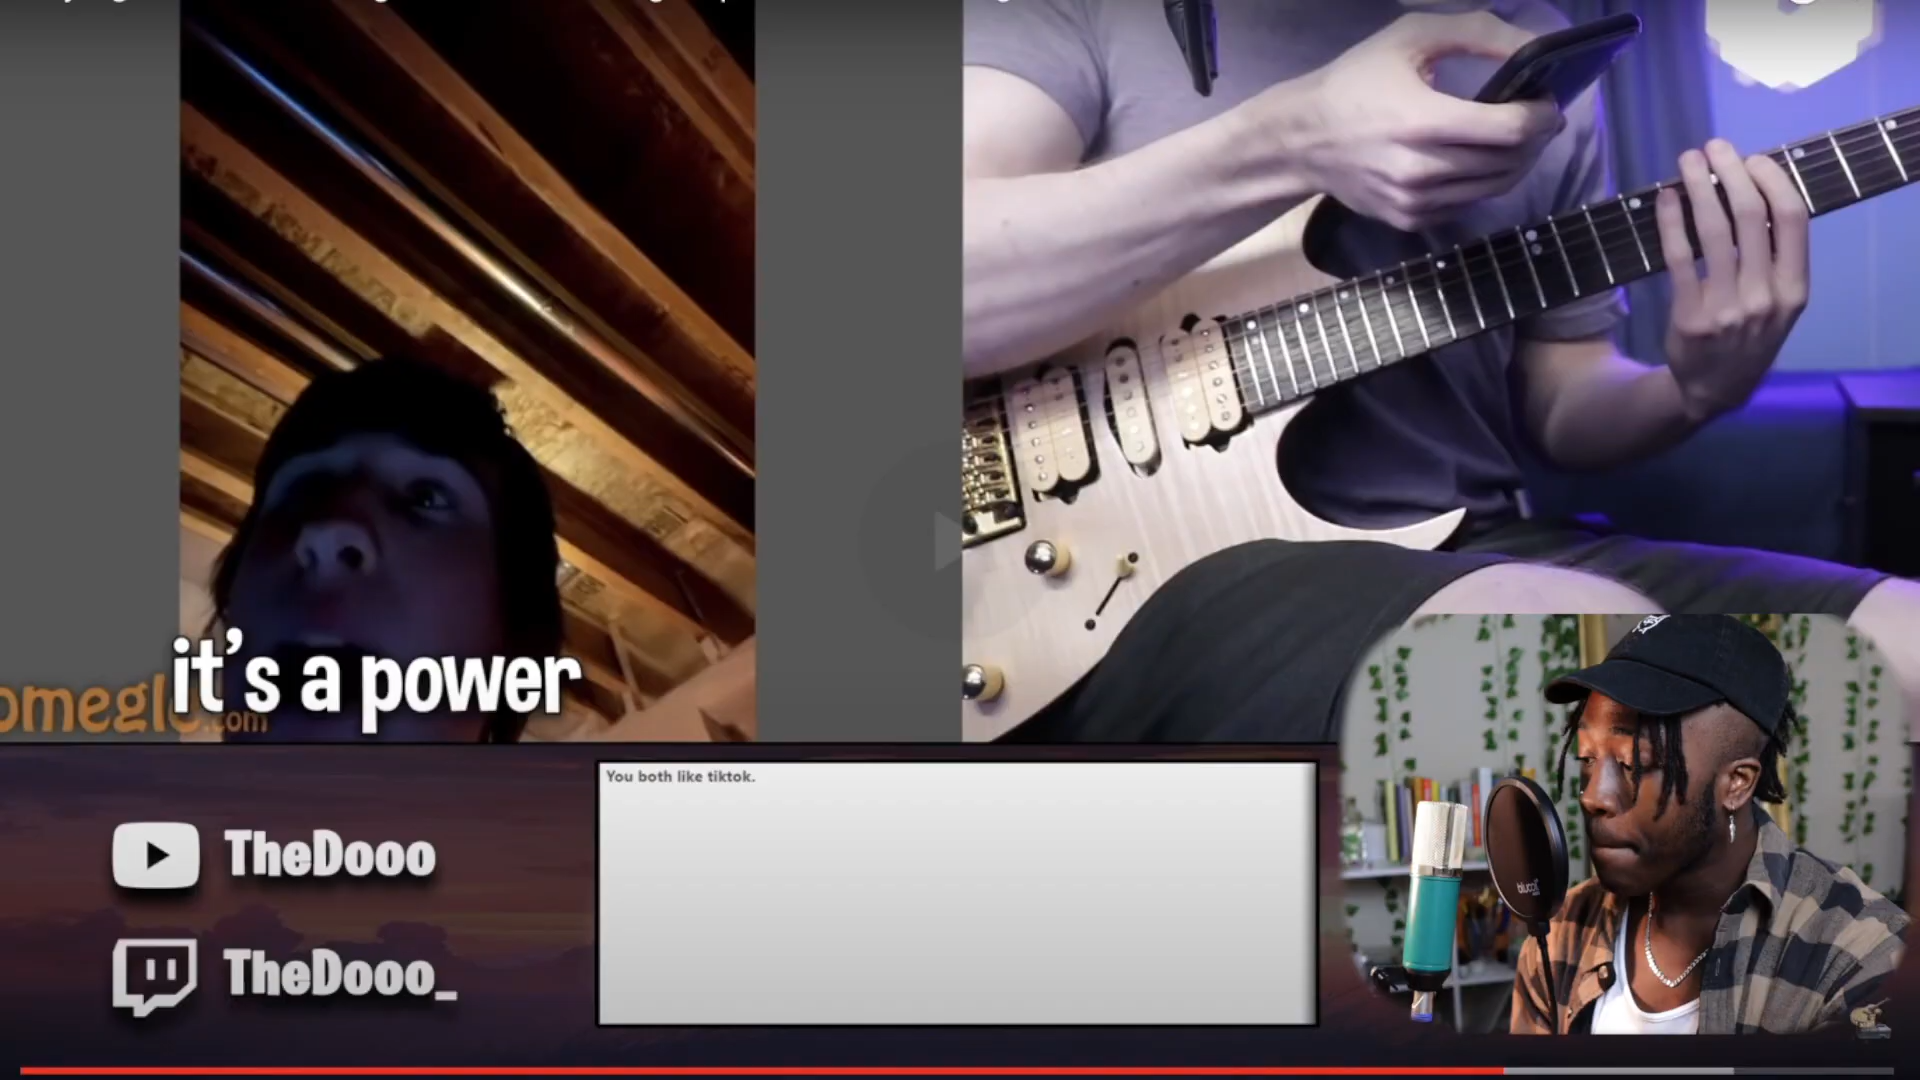 it's a power
omegle.com
You both like tiktok.
TheDooo
TheDooo_